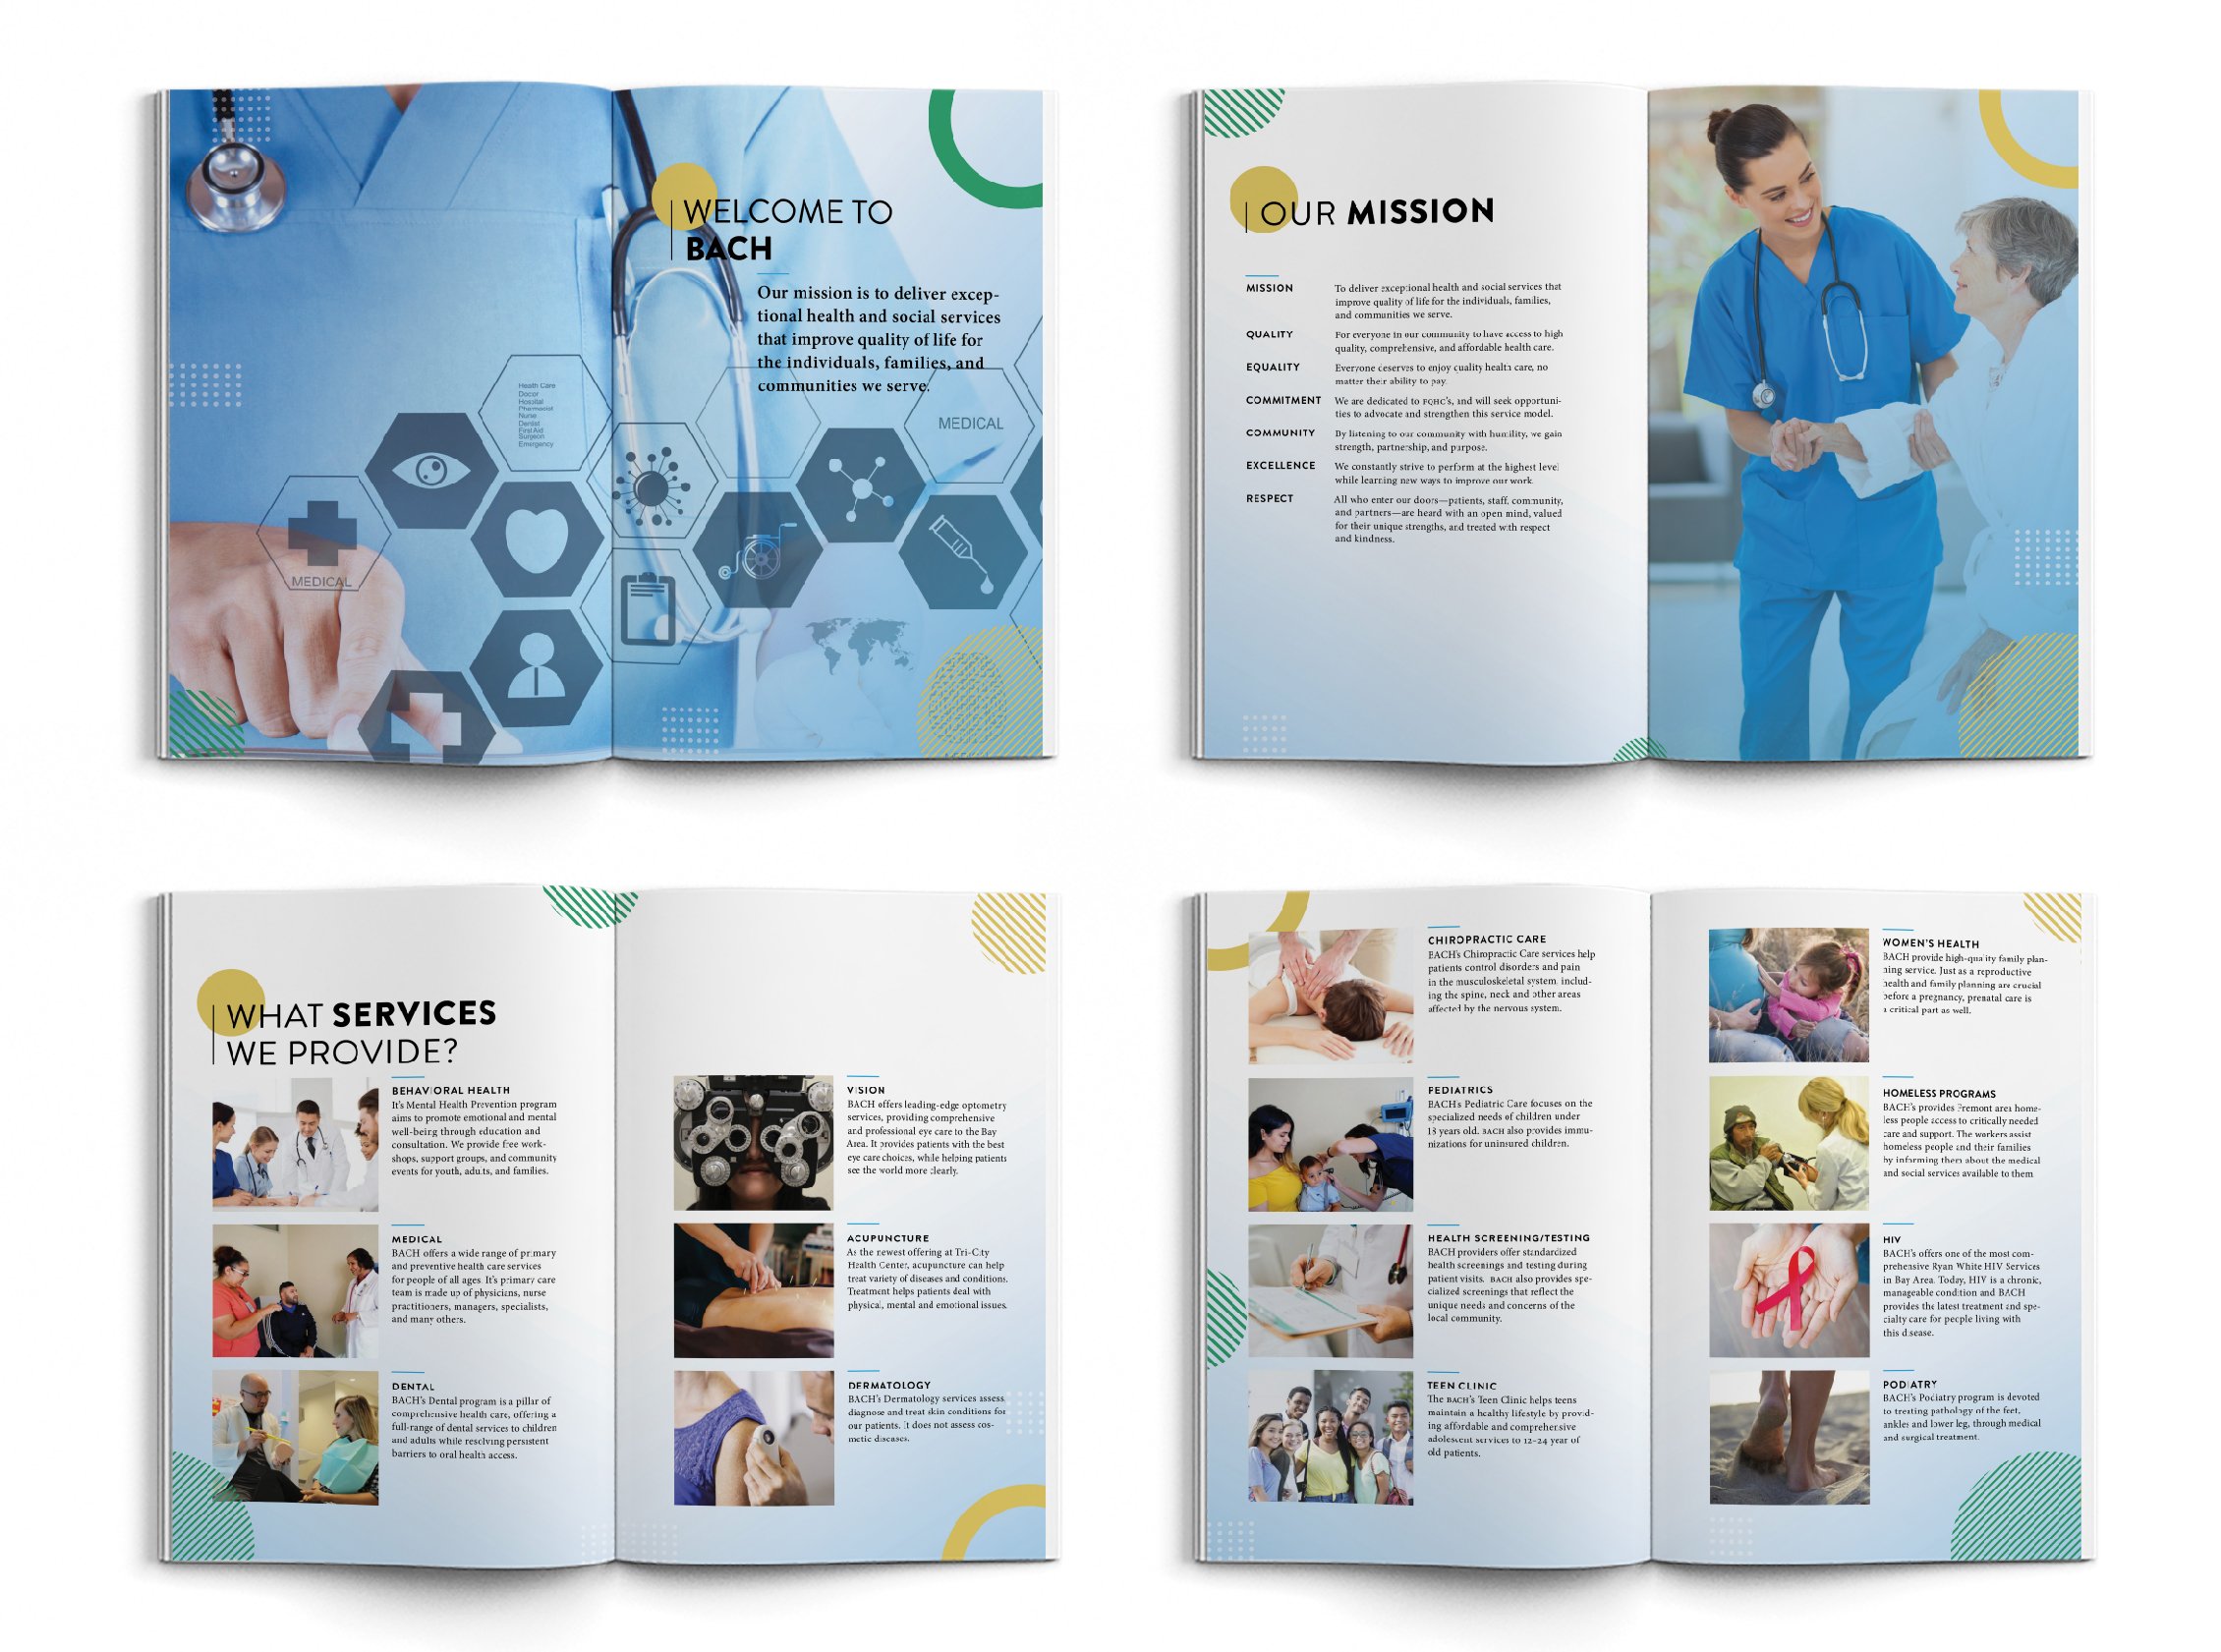 WELCOME TO
BACH
Our mission is to deliver excep-
tional health and social services
that improve quality of life for
the individuals, families, and
communities we serve.
Health Care
Docor
Hospital
Pharmacist
Nurse
Dentist
First Aid
Surgeon
Emergency
MEDICAL
MEDICAL
OUR MISSION
MISSION
To deliver exceptional health and social services that
improve quality of life for the individuals, families,
and communities we serve.
QUALITY
For everyone in our community to have access to high
quality, comprehensive, and affordable health care.
EQUALITY
Everyone deserves to enjoy quality health care, no
matter their ability to pay.
COMMITMENT
We are dedicated to FQHC's, and will seek opportuni-
ties to advocate and strengthen this service model.
COMMUNITY
By listening to our community with humility, we gain
strength, partnership, and purpose.
EXCELLENCE
We constantly strive to perform at the highest level
while learning new ways to improve our work.
RESPECT
All who enter our doors—patients, staff, community,
and partners—are heard with an open mind, valued
for their unique strengths, and treated with respect
and kindness.
WHAT SERVICES
WE PROVIDE?
BEHAVIORAL HEALTH
It's Mental Health Prevention program
aims to promote emotional and mental
well-being through education and
consultation. We provide free work-
shops, support groups, and community
events for youth, adults, and families.
MEDICAL
BACH offers a wide range of primary
and preventive health care services
for people of all ages. It's primary care
team is made up of physicians, nurse
practitioners, managers, specialists,
and many others.
DENTAL
BACH's Dental program is a pillar of
comprehensive health care, offering a
full-range of dental services to children
and adults while resolving persistent
barriers to oral health access.
VISION
BACH offers leading-edge optometry
services, providing comprehensive
and professional eye care to the Bay
Area. It provides patients with the best
eye care choices, while helping patients
see the world more clearly.
ACUPUNCTURE
As the newest offering at Tri-City
Health Center, acupuncture can help
treat variety of diseases and conditions.
Treatment helps patients deal with
physical, mental and emotional issues.
DERMATOLOGY
BACH's Dermatology services assess,
diagnose and treat skin conditions for
our patients. It does not assess cos-
metic diseases.
CHIROPRACTIC CARE
BACH's Chiropractic Care services help
patients control disorders and pain
in the musculoskeletal system, includ-
ing the spine, neck and other areas
affected by the nervous system.
PEDIATRICS
BACH's Pediatric Care focuses on the
specialized needs of children under
18 years old. BACH also provides immu-
nizations for uninsured children.
HEALTH SCREENING/TESTING
BACH providers offer standardized
health screenings and testing during
patient visits. BACH also provides spe-
cialized screenings that reflect the
unique needs and concerns of the
local community.
TEEN CLINIC
The BACH's Teen Clinic helps teens
maintain a healthy lifestyle by provid-
ing affordable and comprehensive
adolescent services to 12-24 year of
old patients.
WOMEN'S HEALTH
BACH provide high-quality family plan-
ning service. Just as a reproductive
health and family planning are crucial
before a pregnancy, prenatal care is
a critical part as well.
HOMELESS PROGRAMS
BACH's provides Fremont area home-
less people access to critically needed
care and support. The workers assist
homeless people and their families
by informing them about the medical
and social services available to them
HIV
BACH's offers one of the most com-
prehensive Ryan White HIV Services
in Bay Area. Today, HIV is a chronic,
manageable condition and BACH
provides the latest treatment and spe-
cialty care for people living with
this disease.
PODIATRY
BACH's Podiatry program is devoted
to treating pathology of the feet,
ankles and lower leg, through medical
and surgical treatment.